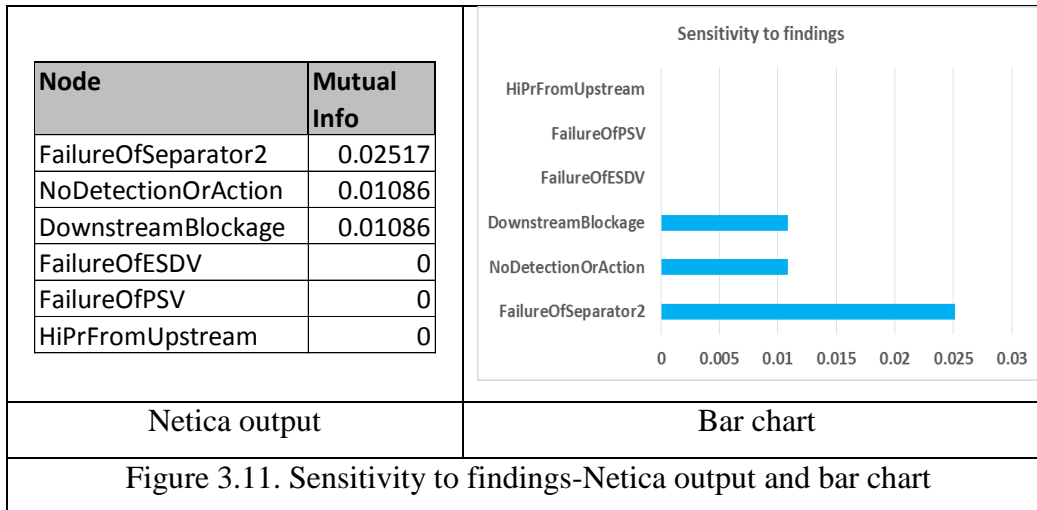 Node Mutual Info
FailureOfSeparator2 0.02517
NoDetectionOrAction 0.01086
DownstreamBlockage 0.01086
FailureOfESDV 0
FailureOfPSV 0
HiPrFromUpstream 0
Sensitivity to findings
HiPrFromUpstream
FailureOfPSV
FailureOfESDV
DownstreamBlockage
NoDetectionOrAction
FailureOfSeparator2
0 0.005 0.01 0.015 0.02 0.025 0.03
Netica output
Bar chart
Figure 3.11. Sensitivity to findings-Netica output and bar chart